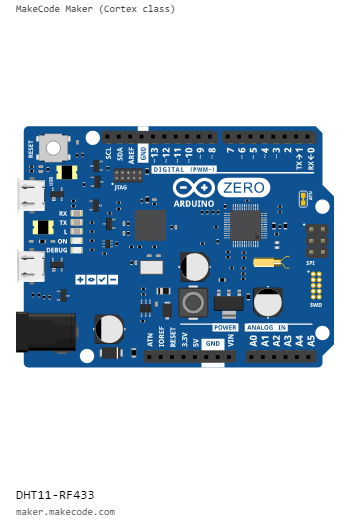 MakeCode Maker (Cortex class)
RESET
SCL
SDA
AREF
GND
~13
~12
~11
~10
~9
~8
7
~6
~5
~4
~3
2
TX→1
RX←0
DIGITAL (PWM~)
JTAG
USB
ZERO
ARDUINO
ATN
RX
TX
L
ON
DEBUG
SPI
SWD
POWER
ANALOG IN
ATN
IOREF
RESET
3.3V
5V
GND
VIN
A0
A1
A2
A3
A4
A5
DHT11-RF433
maker.makecode.com